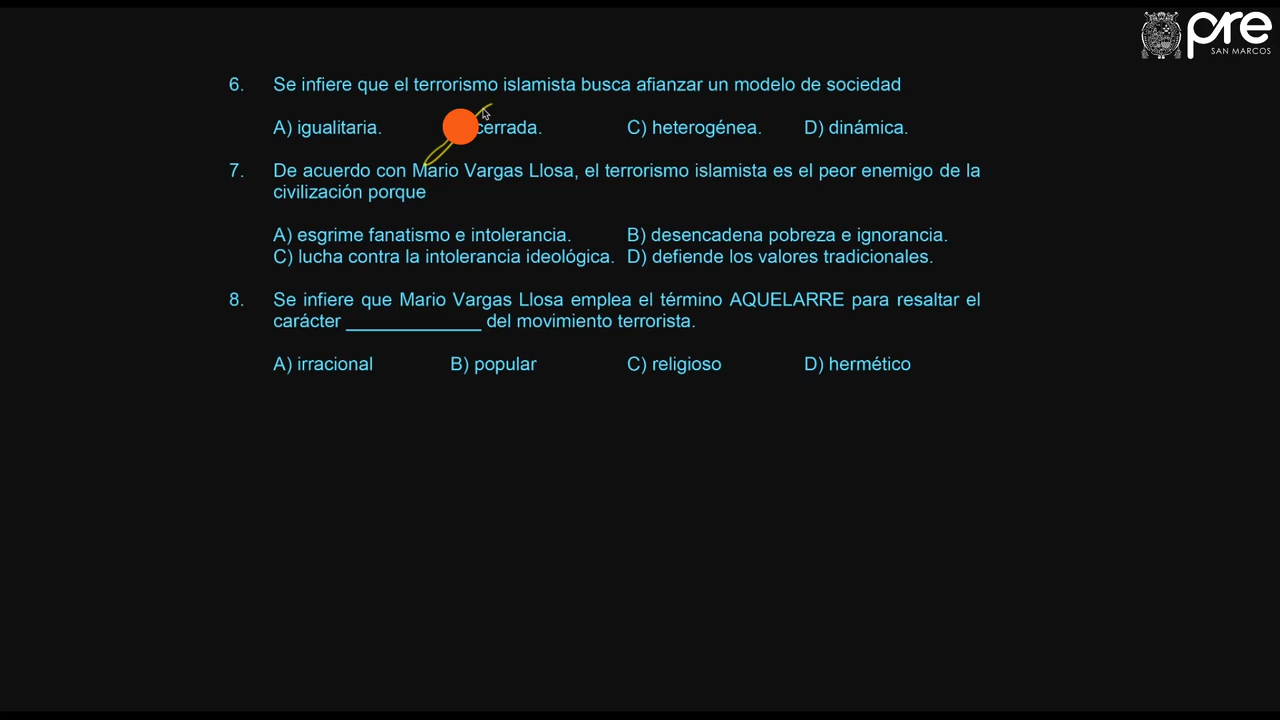 pre
SAN MARCOS
6. Se infiere que el terrorismo islamista busca afianzar un modelo de sociedad
A) igualitaria. cerrada. C) heterogénea. D) dinámica.
7. De acuerdo con Mario Vargas Llosa, el terrorismo islamista es el peor enemigo de la
civilización porque
A) esgrime fanatismo e intolerancia. B) desencadena pobreza e ignorancia.
C) lucha contra la intolerancia ideológica. D) defiende los valores tradicionales.
8. Se infiere que Mario Vargas Llosa emplea el término AQUELARRE para resaltar el
carácter ______________ del movimiento terrorista.
A) irracional B) popular C) religioso D) hermético